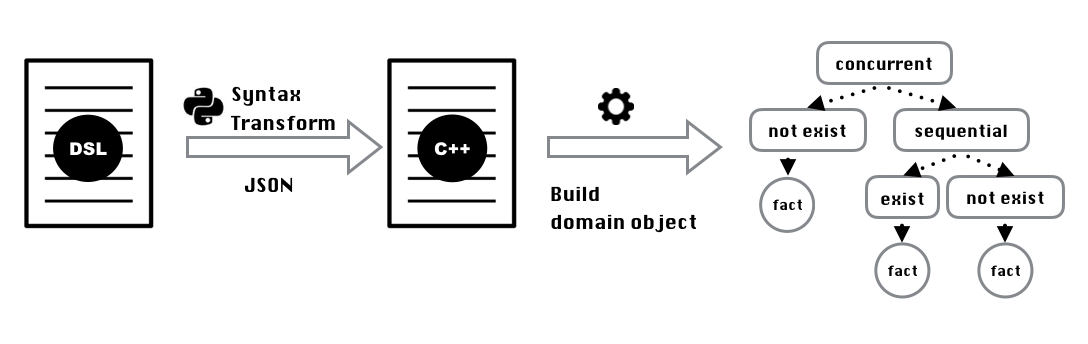 DSL
Syntax
Transform
JSON
C++
Build
domain object
concurrent
not exist
sequential
fact
exist
not exist
fact
fact